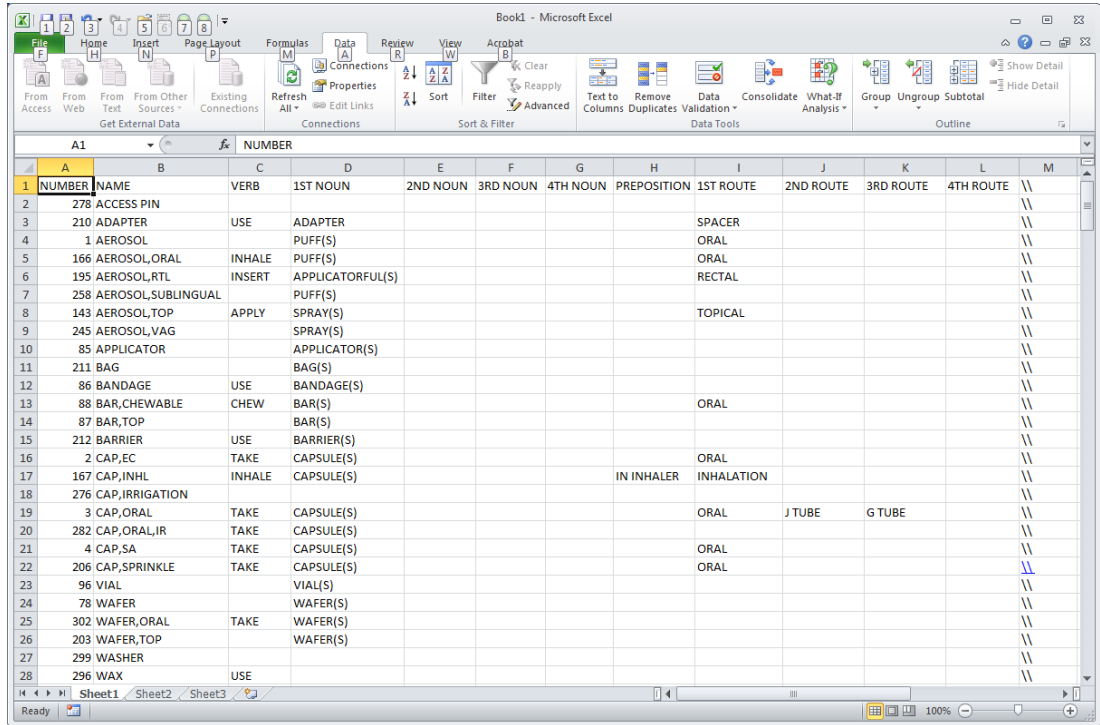 Book1 - Microsoft Excel
1 2 3 4 5 6 7 8
File Home Insert Page Layout Formulas Data Review View Acrobat
F H N P M A R W B
From Access
From Web
From Text
From Other Sources
Existing Connections
Get External Data
Refresh All
Connections
Properties
Edit Links
Connections
Sort
Filter
Clear
Reapply
Advanced
Sort & Filter
Text to Columns
Remove Duplicates
Data Validation
Consolidate
What-If Analysis
Data Tools
Group
Ungroup
Subtotal
Show Detail
Hide Detail
Outline
A1 fx NUMBER
A B C D E F G H I J K L M
1 NUMBER NAME VERB 1ST NOUN 2ND NOUN 3RD NOUN 4TH NOUN PREPOSITION 1ST ROUTE 2ND ROUTE 3RD ROUTE 4TH ROUTE \\
2 278 ACCESS PIN \\
3 210 ADAPTER USE ADAPTER SPACER \\
4 1 AEROSOL PUFF(S) ORAL \\
5 166 AEROSOL,ORAL INHALE PUFF(S) ORAL \\
6 195 AEROSOL,RTL INSERT APPLICATORFUL(S) RECTAL \\
7 258 AEROSOL,SUBLINGUAL PUFF(S) \\
8 143 AEROSOL,TOP APPLY SPRAY(S) TOPICAL \\
9 245 AEROSOL,VAG SPRAY(S) \\
10 85 APPLICATOR APPLICATOR(S) \\
11 211 BAG BAG(S) \\
12 86 BANDAGE USE BANDAGE(S) \\
13 88 BAR,CHEWABLE CHEW BAR(S) ORAL \\
14 87 BAR,TOP BAR(S) \\
15 212 BARRIER USE BARRIER(S) \\
16 2 CAP,EC TAKE CAPSULE(S) ORAL \\
17 167 CAP,INHL INHALE CAPSULE(S) IN INHALER INHALATION \\
18 276 CAP,IRRIGATION \\
19 3 CAP,ORAL TAKE CAPSULE(S) ORAL J TUBE G TUBE \\
20 282 CAP,ORAL,IR TAKE CAPSULE(S) \\
21 4 CAP,SA TAKE CAPSULE(S) ORAL \\
22 206 CAP,SPRINKLE TAKE CAPSULE(S) ORAL \\
23 96 VIAL VIAL(S) \\
24 78 WAFER WAFER(S) \\
25 302 WAFER,ORAL TAKE WAFER(S) \\
26 203 WAFER,TOP WAFER(S) \\
27 299 WASHER \\
28 296 WAX USE \\
Sheet1 Sheet2 Sheet3
Ready 100%